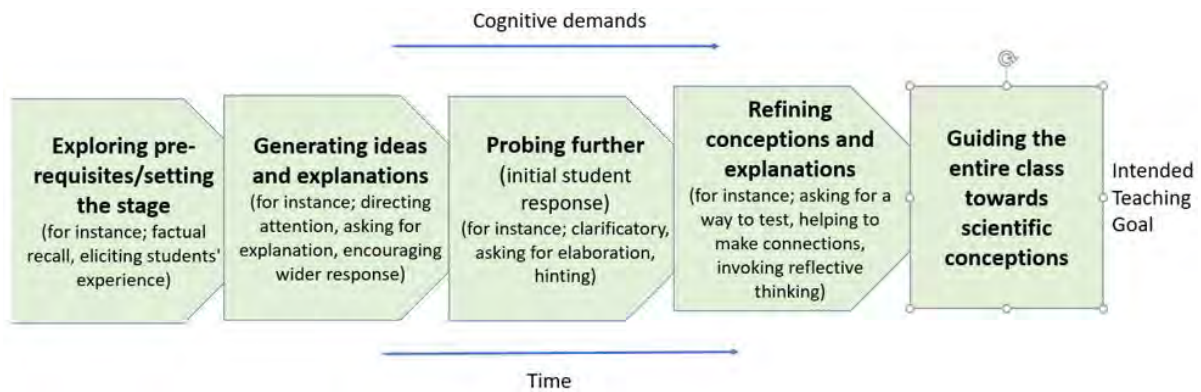 Cognitive demands
Exploring pre-
requisites/setting
the stage
(for instance; factual
recall, eliciting students'
experience)
Generating ideas
and explanations
(for instance; directing
attention, asking for
explanation, encouraging
wider response)
Probing further
(initial student
response)
(for instance; clarificatory,
asking for elaboration,
hinting)
Refining
conceptions and
explanations
(for instance; asking for a
way to test, helping to
make connections,
invoking reflective
thinking)
Guiding the
entire class
towards
scientific
conceptions
Intended
Teaching
Goal
Time